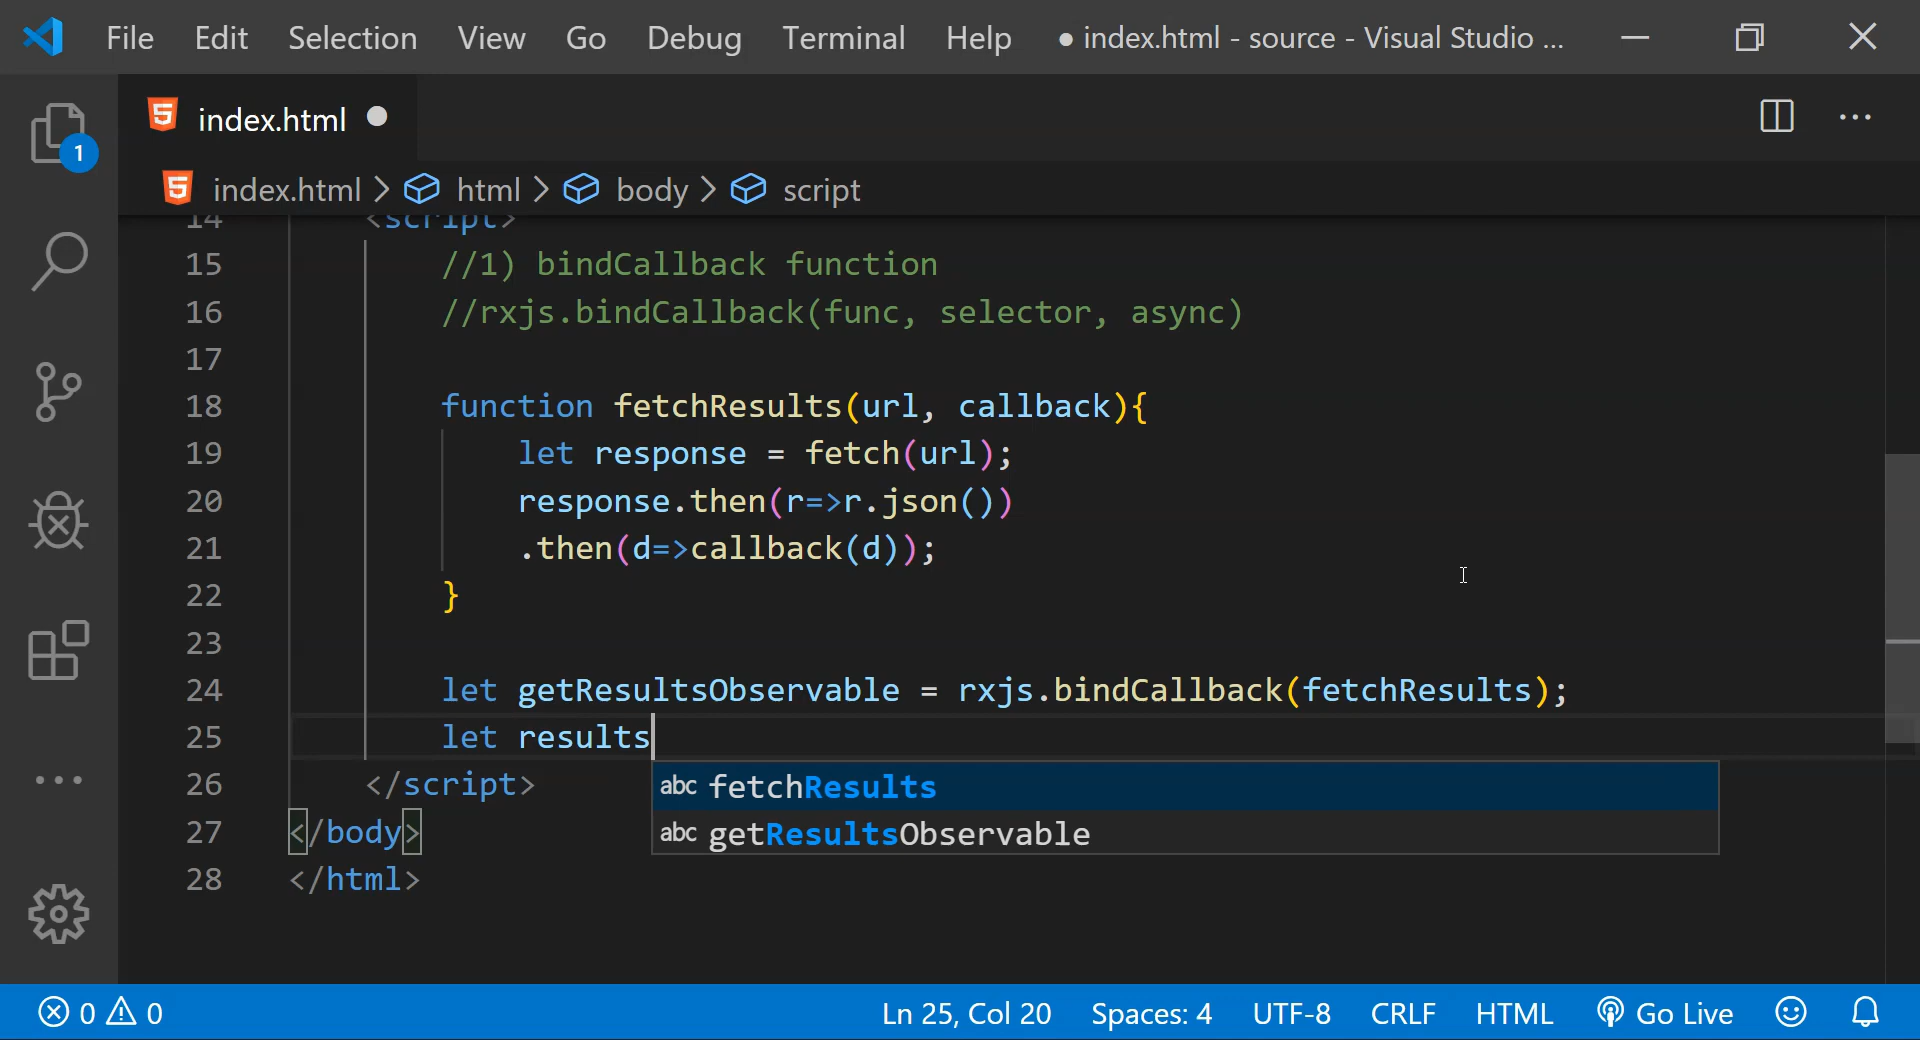 File Edit Selection View Go Debug Terminal Help ● index.html - source - Visual Studio ...
index.html ●
1
index.html > html > body > script
14 <script>
15 //1) bindCallback function
16 //rxjs.bindCallback(func, selector, async)
17
18 function fetchResults(url, callback){
19 let response = fetch(url);
20 response.then(r=>r.json())
21 .then(d=>callback(d));
22 }
23
24 let getResultsObservable = rxjs.bindCallback(fetchResults);
25 let results
abc fetchResults
26 </script>
abc getResultsObservable
27 </body>
28 </html>
0 0 Ln 25, Col 20 Spaces: 4 UTF-8 CRLF HTML Go Live